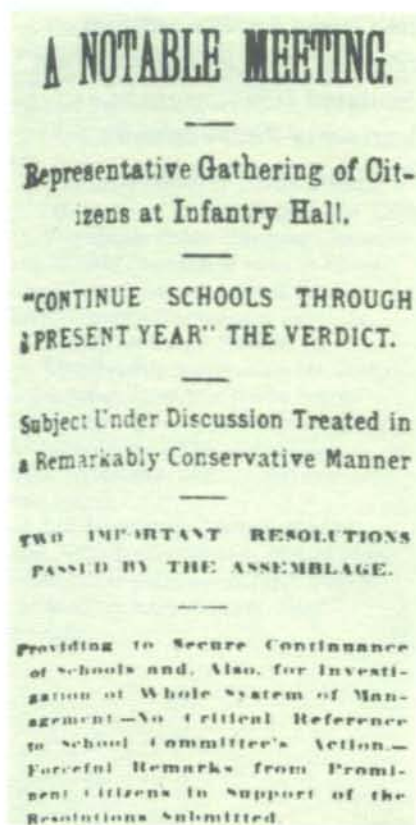 A NOTABLE MEETING.
Representative Gathering of Cit-
izens at Infantry Hall.
"CONTINUE SCHOOLS THROUGH
PRESENT YEAR" THE VERDICT.
Subject Under Discussion Treated in
a Remarkably Conservative Manner
TWO IMPORTANT RESOLUTIONS
PASSED BY THE ASSEMBLAGE.
Providing to Secure Continuance
of Schools and, Also, for Investi-
gation of Whole System of Man-
agement—No Critical Reference
to School Committee's Action.—
Forceful Remarks from Promi-
nent Citizens in Support of the
Resolutions Submitted.